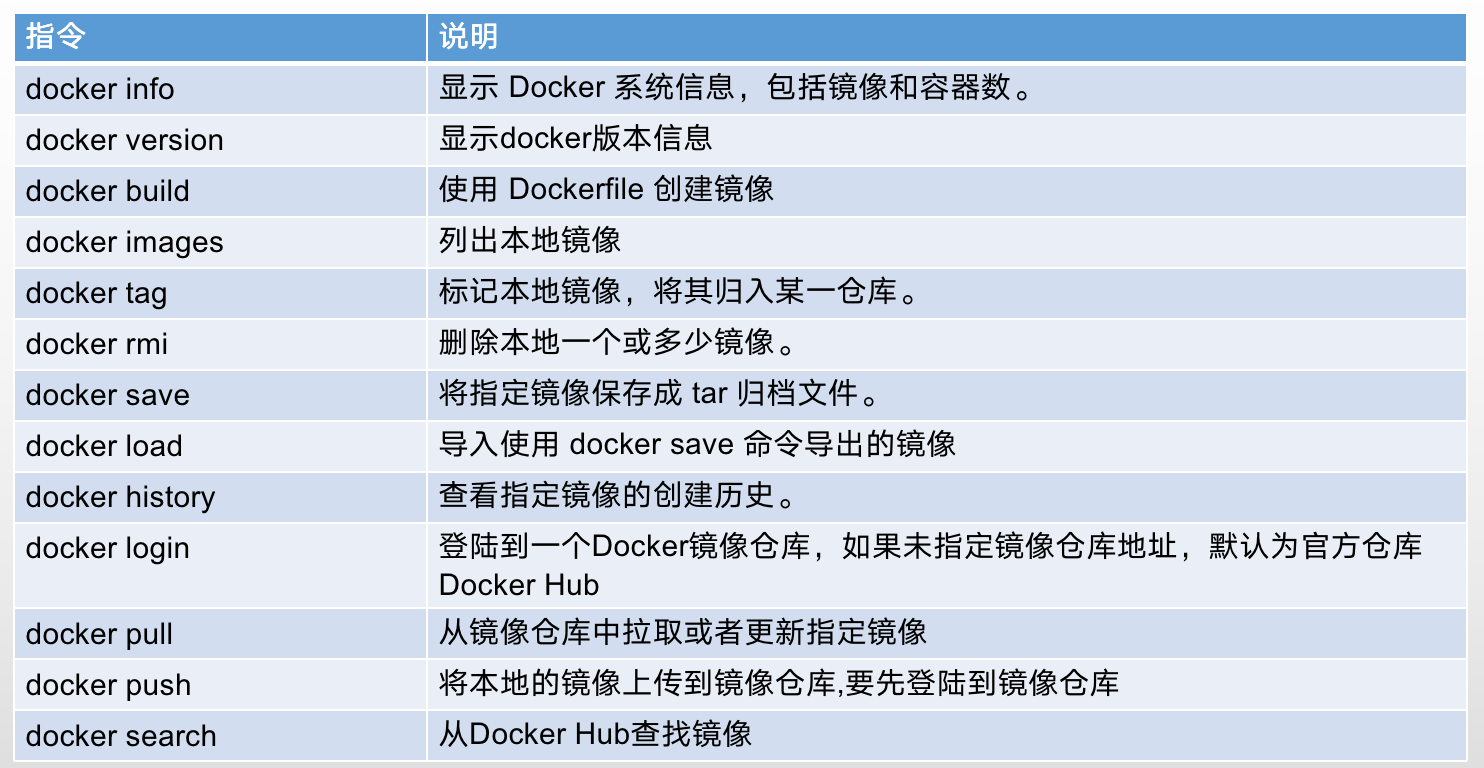 指令 说明
docker info 显示 Docker 系统信息，包括镜像和容器数。
docker version 显示docker版本信息
docker build 使用 Dockerfile 创建镜像
docker images 列出本地镜像
docker tag 标记本地镜像，将其归入某一仓库。
docker rmi 删除本地一个或多少镜像。
docker save 将指定镜像保存成 tar 归档文件。
docker load 导入使用 docker save 命令导出的镜像
docker history 查看指定镜像的创建历史。
docker login 登陆到一个Docker镜像仓库，如果未指定镜像仓库地址，默认为官方仓库
Docker Hub
docker pull 从镜像仓库中拉取或者更新指定镜像
docker push 将本地的镜像上传到镜像仓库,要先登陆到镜像仓库
docker search 从Docker Hub查找镜像